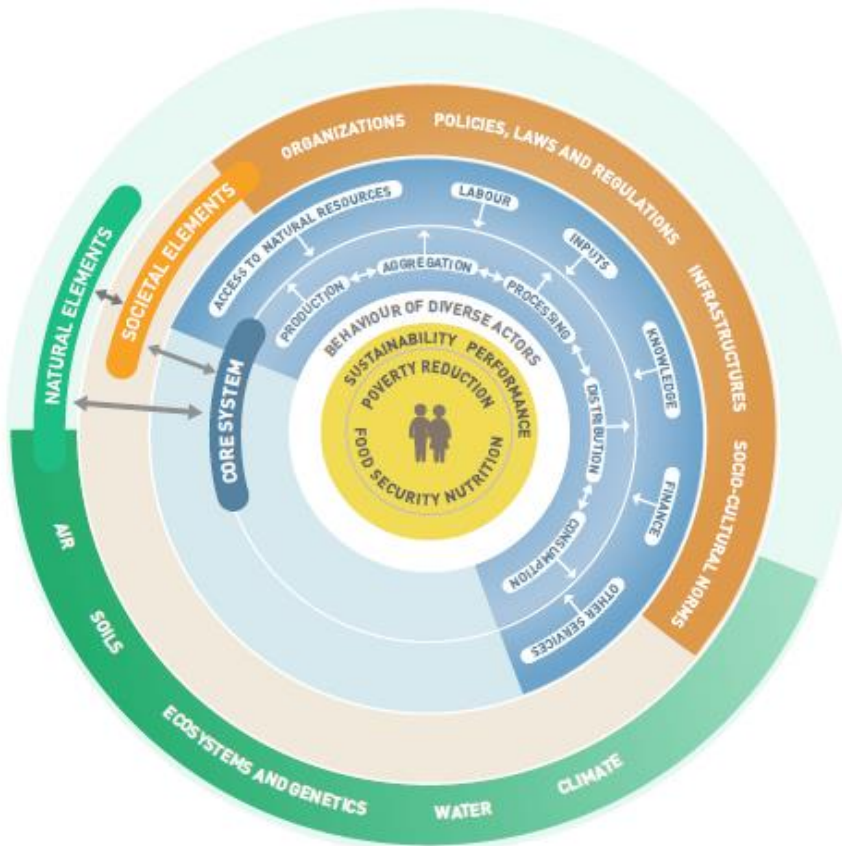 ORGANIZATIONS
POLICIES, LAWS AND REGULATIONS
INFRASTRUCTURES
SOCIO-CULTURAL NORMS
SOCIETAL ELEMENTS
NATURAL ELEMENTS
ACCESS TO NATURAL RESOURCES
LABOUR
INPUTS
KNOWLEDGE
FINANCE
OTHER SERVICES
PRODUCTION
AGGREGATION
PROCESSING
DISTRIBUTION
CONSUMPTION
CORE SYSTEM
BEHAVIOUR OF DIVERSE ACTORS
SUSTAINABILITY PERFORMANCE
POVERTY REDUCTION
FOOD SECURITY NUTRITION
AIR
SOILS
ECOSYSTEMS AND GENETICS
WATER
CLIMATE